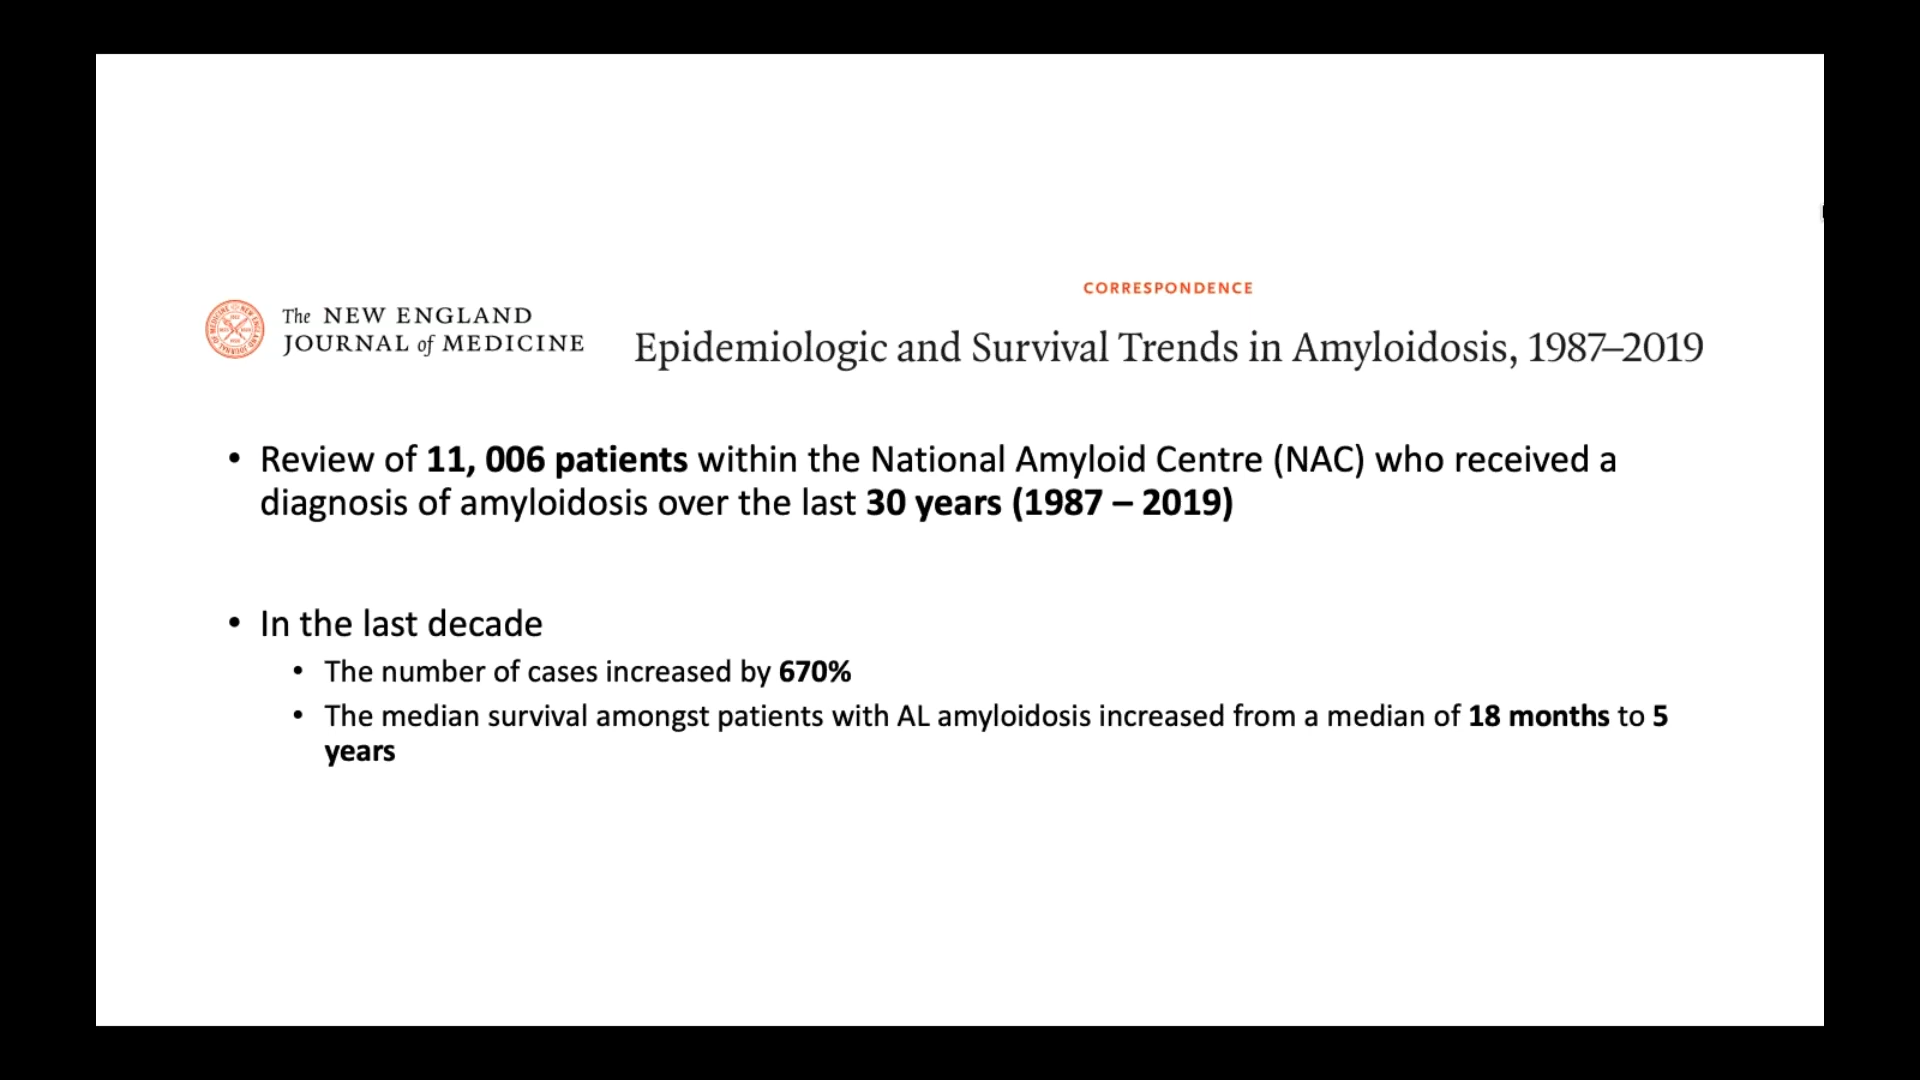 CORRESPONDENCE
The NEW ENGLAND
JOURNAL of MEDICINE
Epidemiologic and Survival Trends in Amyloidosis, 1987–2019
• Review of 11, 006 patients within the National Amyloid Centre (NAC) who received a
diagnosis of amyloidosis over the last 30 years (1987 – 2019)
• In the last decade
• The number of cases increased by 670%
• The median survival amongst patients with AL amyloidosis increased from a median of 18 months to 5
years